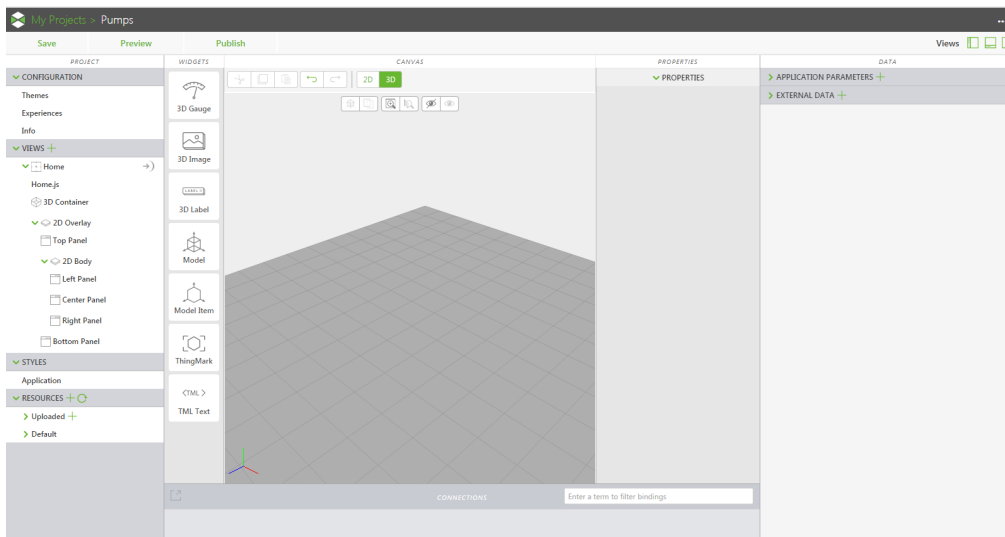 My Projects > Pumps
Save Preview Publish Views
PROJECT WIDGETS CANVAS PROPERTIES DATA
CONFIGURATION
Themes
Experiences
Info
VIEWS
Home
Home.js
3D Container
2D Overlay
Top Panel
2D Body
Left Panel
Center Panel
Right Panel
Bottom Panel
STYLES
Application
RESOURCES
Uploaded
Default
3D Gauge
3D Image
3D Label
Model
Model Item
ThingMark
<TML>
TML Text
2D 3D
CONNECTIONS Enter a term to filter bindings
PROPERTIES
APPLICATION PARAMETERS
EXTERNAL DATA